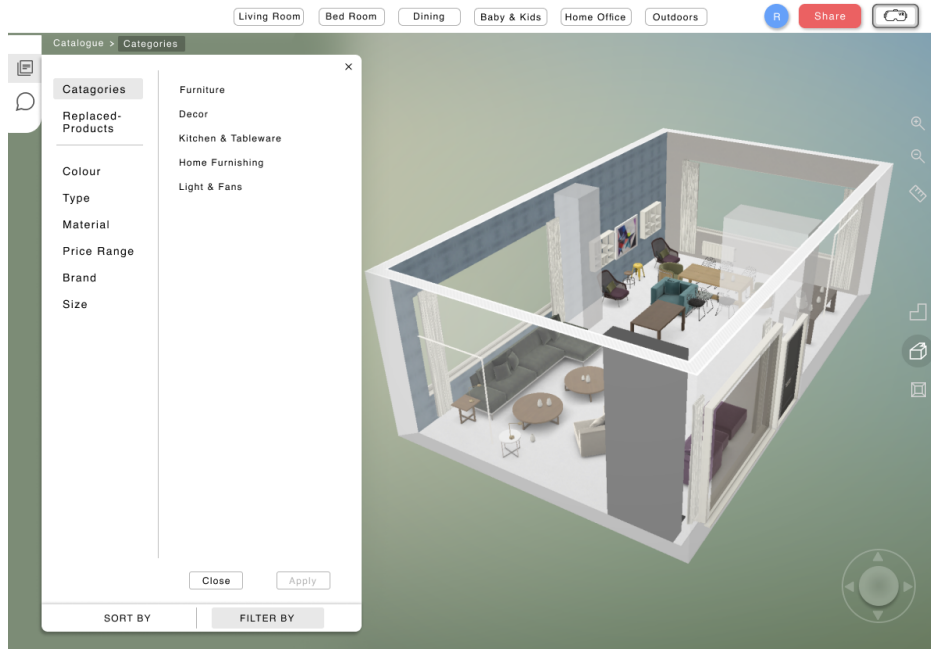 Living Room
Bed Room
Dining
Baby & Kids
Home Office
Outdoors
R
Share
Catalogue > Categories
Catagories
Replaced-
Products
Colour
Type
Material
Price Range
Brand
Size
Furniture
Decor
Kitchen & Tableware
Home Furnishing
Light & Fans
Close
Apply
SORT BY
FILTER BY